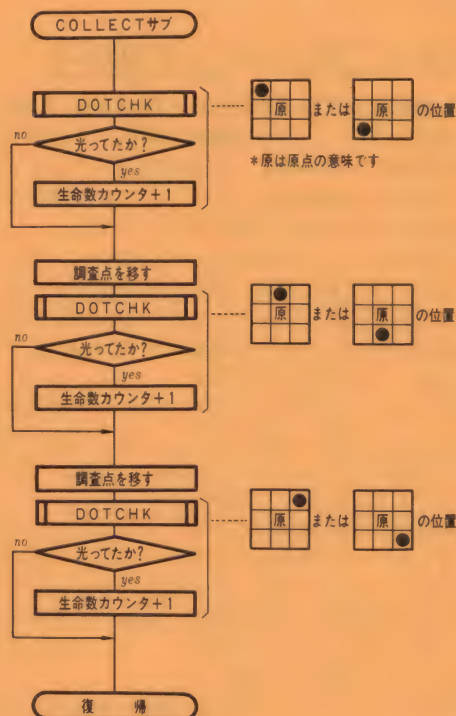 COLLECTサブ
DOTCHK
原 または 原 の位置
no
光ってたか?
*原は原点の意味です
yes
生命数カウンタ+1
調査点を移す
DOTCHK
原 または 原 の位置
no
光ってたか?
yes
生命数カウンタ+1
調査点を移す
DOTCHK
原 または 原 の位置
no
光ってたか?
yes
生命数カウンタ+1
復 帰